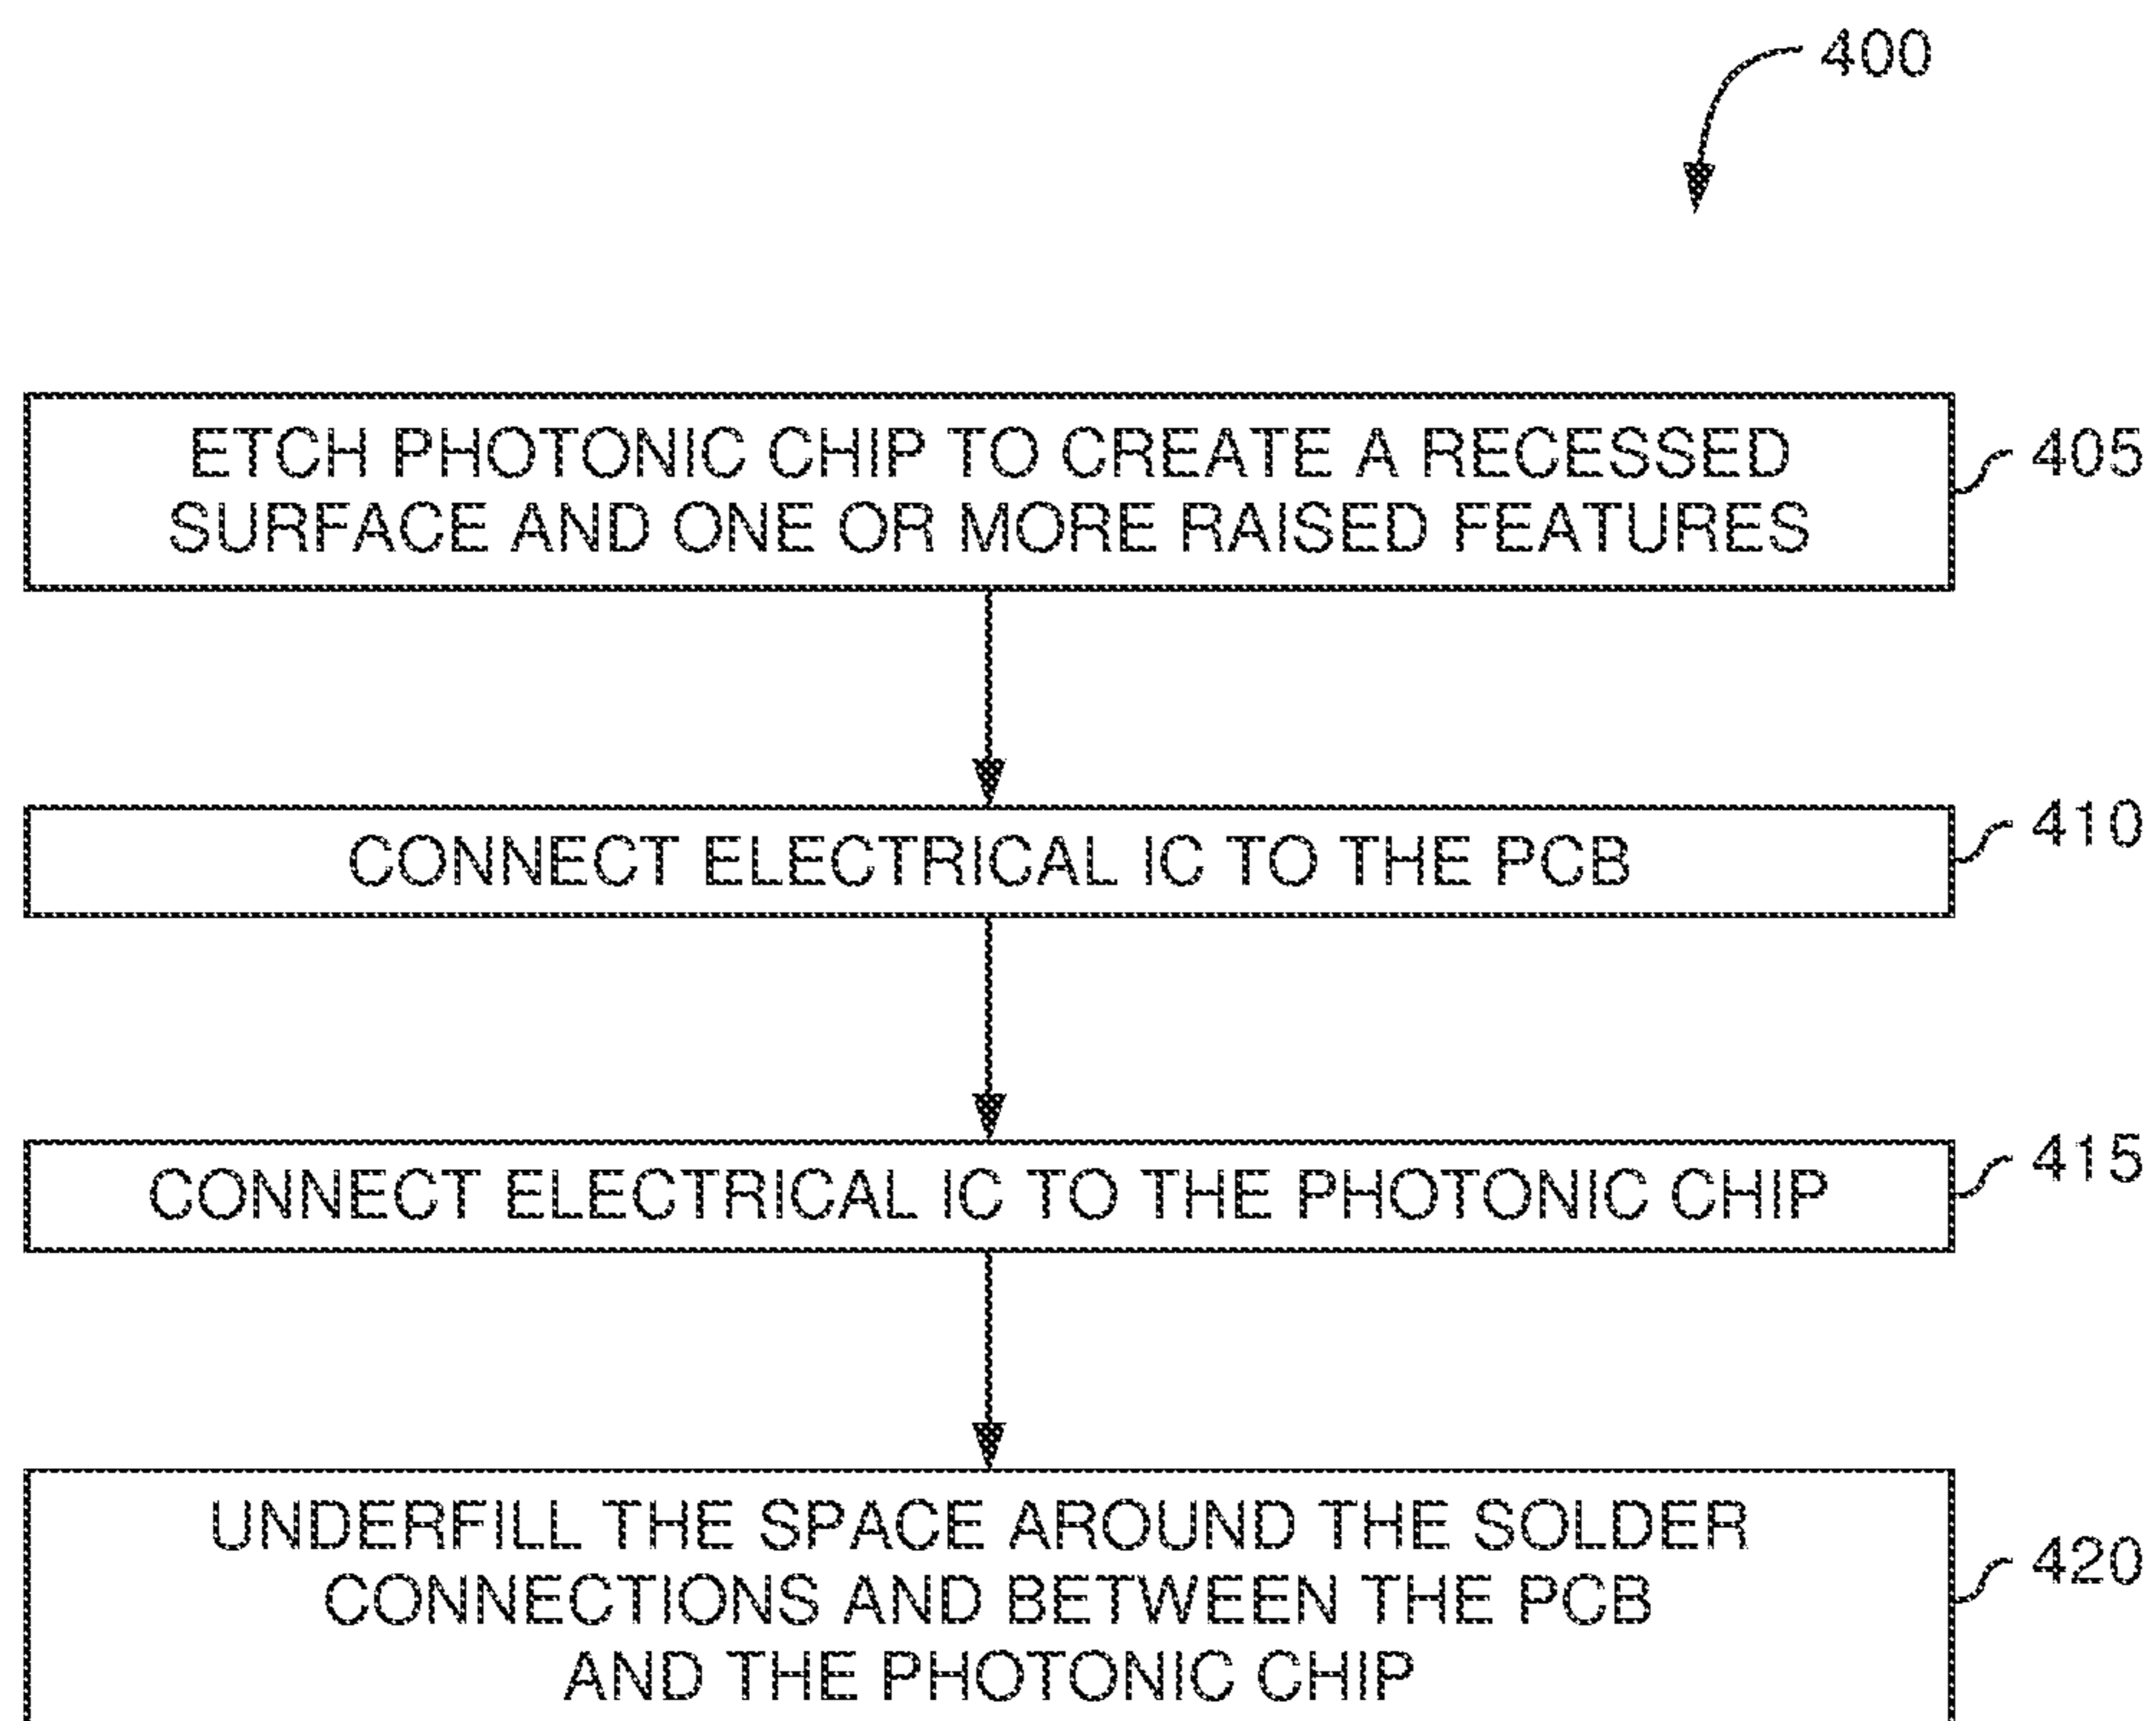 400
ETCH PHOTONIC CHIP TO CREATE A RECESSED
SURFACE AND ONE OR MORE RAISED FEATURES
405
CONNECT ELECTRICAL IC TO THE PCB
410
CONNECT ELECTRICAL IC TO THE PHOTONIC CHIP
415
UNDERFILL THE SPACE AROUND THE SOLDER
CONNECTIONS AND BETWEEN THE PCB
AND THE PHOTONIC CHIP
420